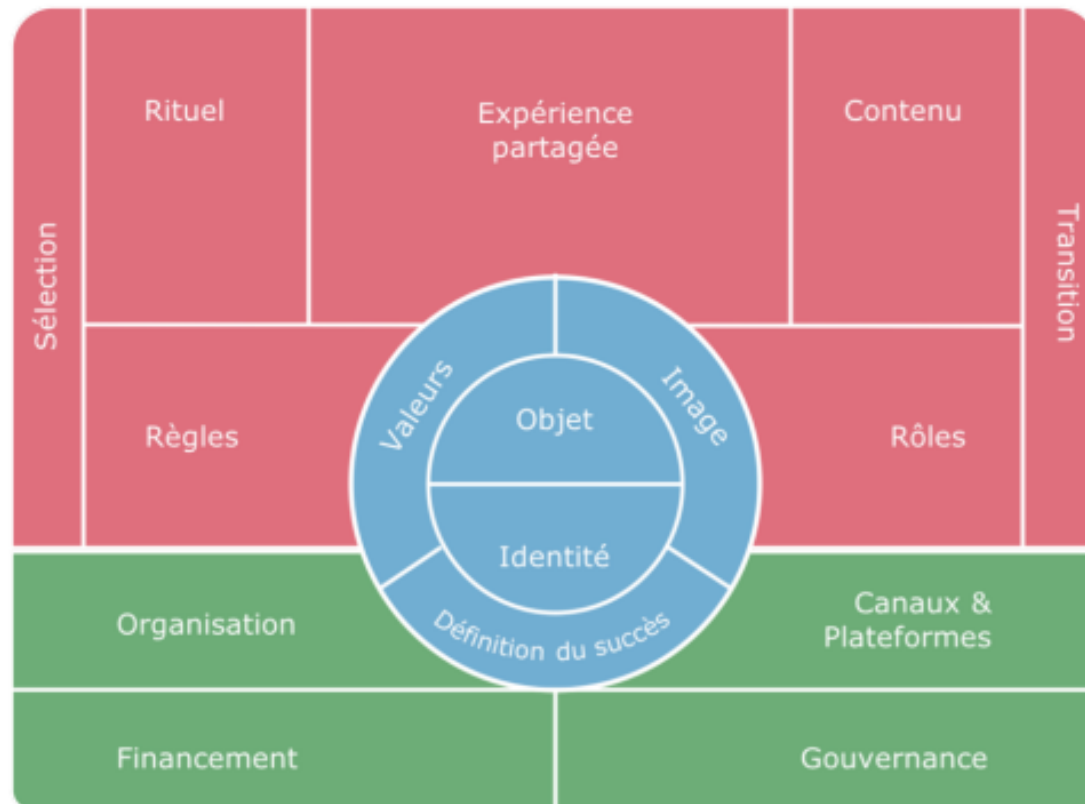 Sélection
Rituel
Expérience
partagée
Contenu
Transition
Règles
Valeurs
Objet
Image
Rôles
Identité
Définition du succès
Organisation
Canaux &
Plateformes
Financement
Gouvernance